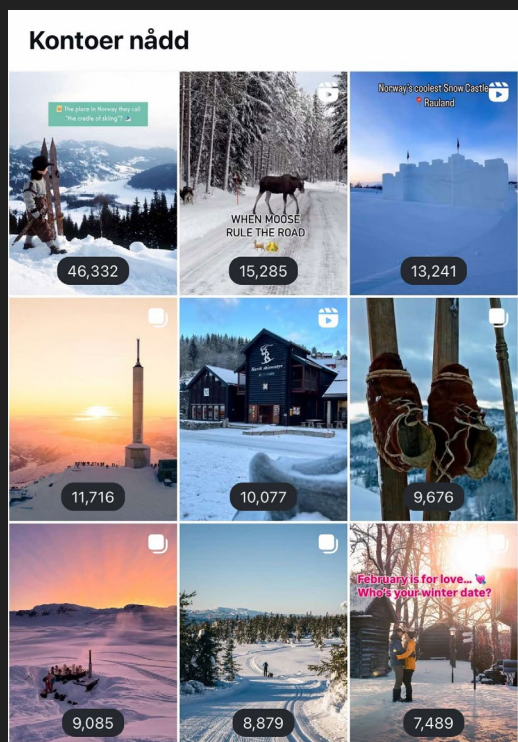 Kontoer nådd
The place in Norway they call
"the cradle of skiing"?
46,332
WHEN MOOSE
RULE THE ROAD
15,285
Norway's coolest Snow Castle
Rauland
13,241
11,716
Norsk skieventyr
10,077
9,676
9,085
8,879
February is for love...
Who's your winter date?
7,489